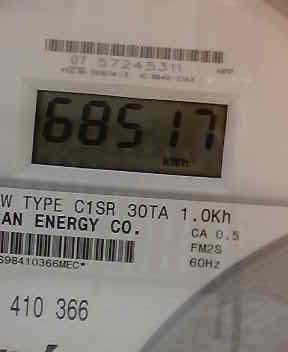 07 57245311
68517
kWh
W TYPE C1SR 30TA 1.0Kh
AN ENERGY CO.
CA 0.5
FM2S
60Hz
S98410366MEC*
410 366